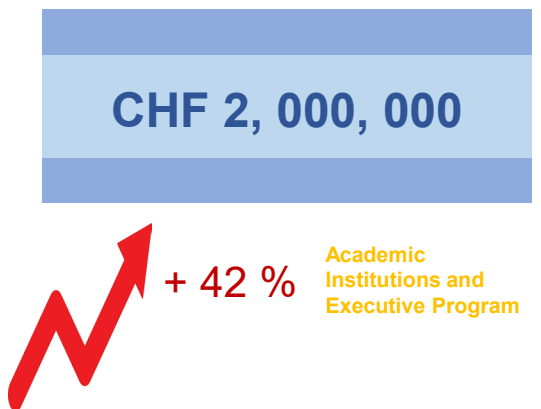 CHF 2, 000, 000
+ 42 %
Academic
Institutions and
Executive Program